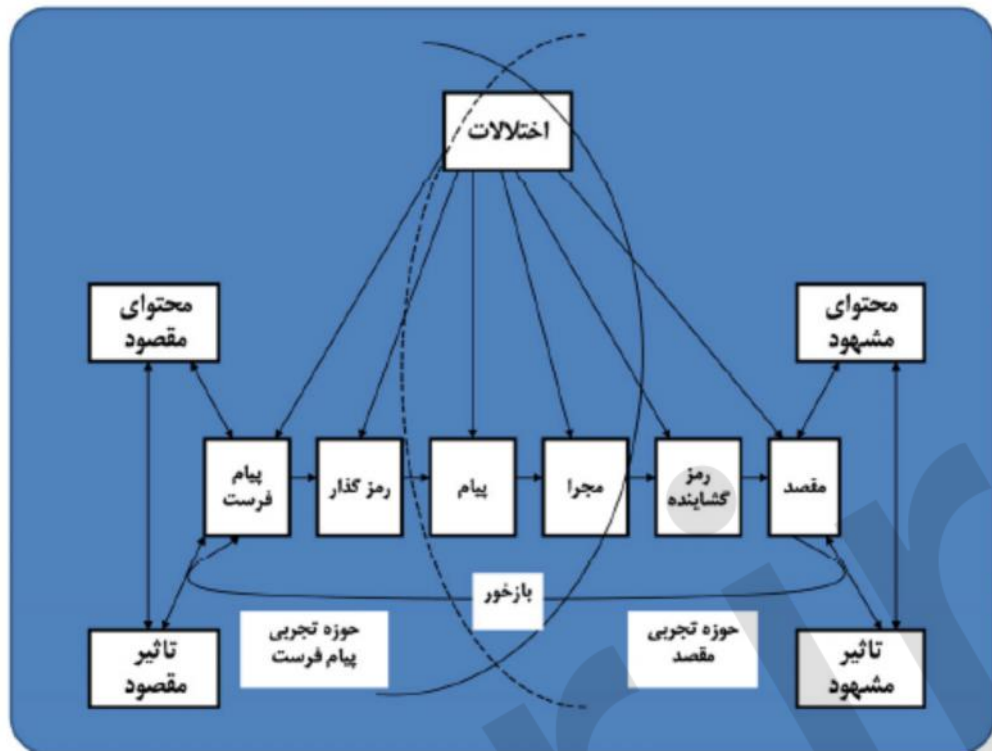 اختلالات
محتوای
مقصود
محتوای
مشهود
پیام
فرست
رمز گذار
پیام
مجرا
رمز
گشاینده
مقصد
بازخور
حوزه تجربی
پیام فرست
حوزه تجربی
مقصد
تاثیر
مقصود
تاثیر
مشهود